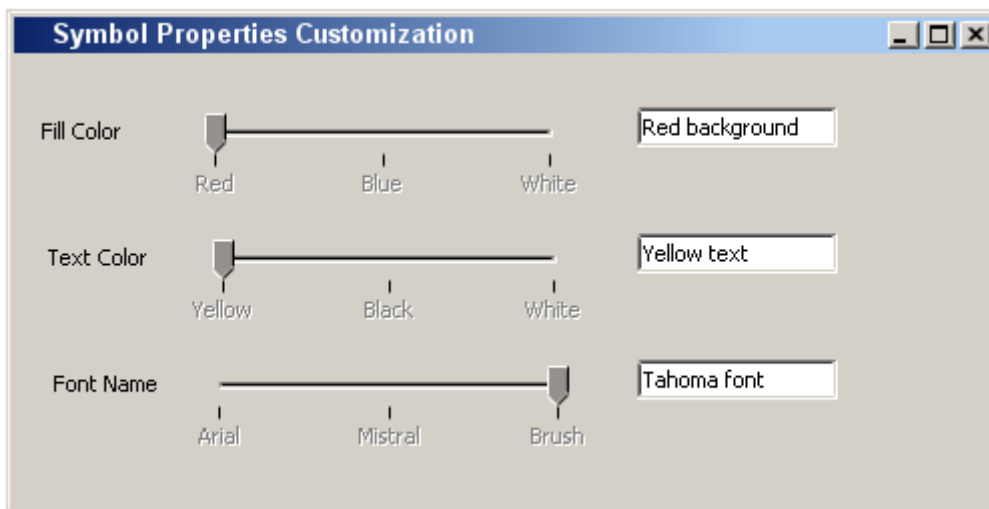 Symbol Properties Customization
Fill Color
Red background
Red Blue White
Text Color
Yellow text
Yellow Black White
Font Name
Tahoma font
Arial Mistral Brush